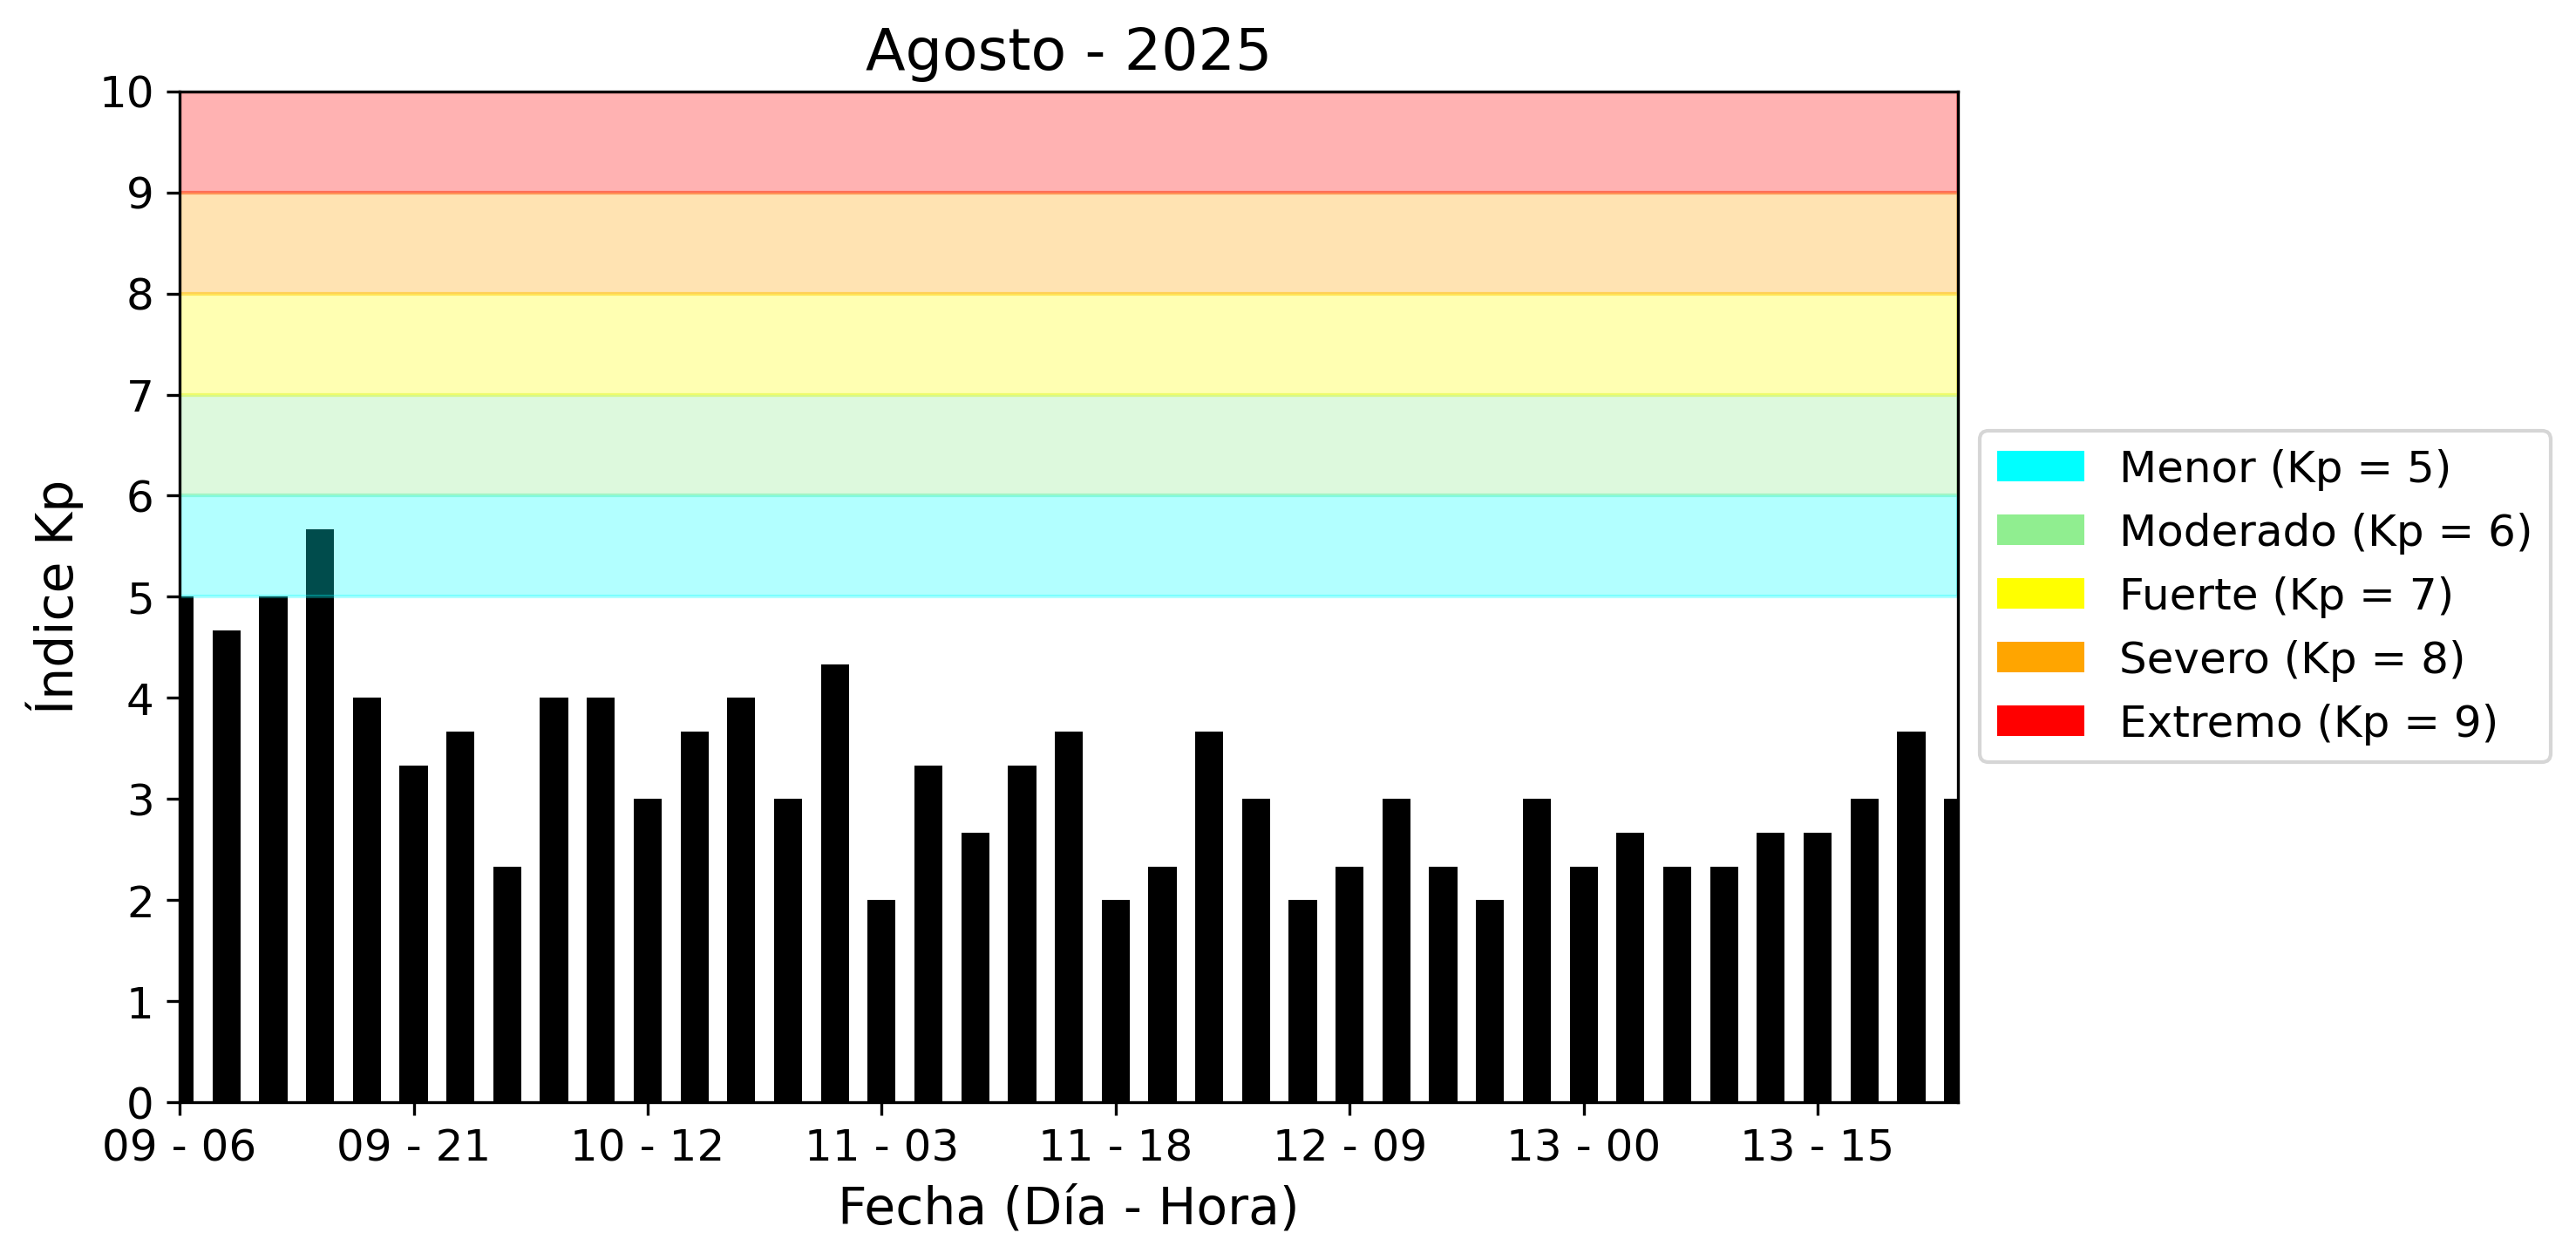 Agosto - 2025
10
9
8
7
6
5
4
3
2
1
0
Índice Kp
09 - 06
09 - 21
10 - 12
11 - 03
11 - 18
12 - 09
13 - 00
13 - 15
Fecha (Día - Hora)
Menor (Kp = 5)
Moderado (Kp = 6)
Fuerte (Kp = 7)
Severo (Kp = 8)
Extremo (Kp = 9)